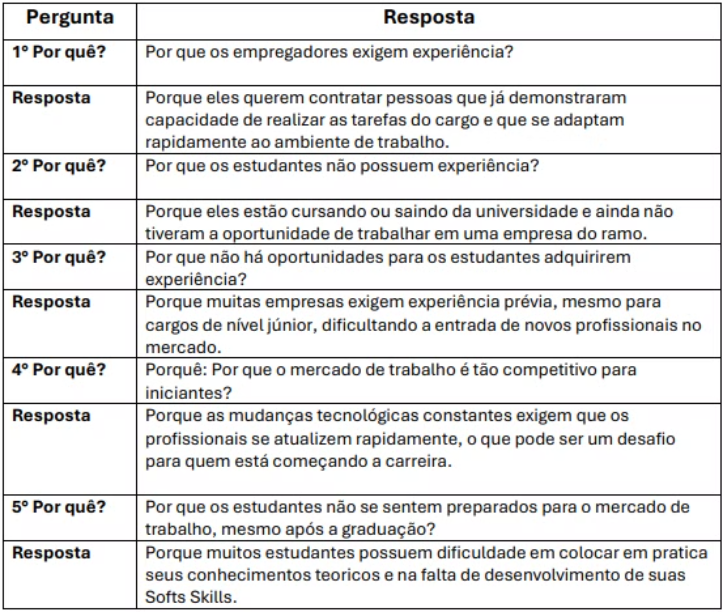 Pergunta Resposta
1° Por quê? Por que os empregadores exigem experiência?
Resposta Porque eles querem contratar pessoas que já demonstraram
capacidade de realizar as tarefas do cargo e que se adaptam
rapidamente ao ambiente de trabalho.
2° Por quê? Por que os estudantes não possuem experiência?
Resposta Porque eles estão cursando ou saindo da universidade e ainda não
tiveram a oportunidade de trabalhar em uma empresa do ramo.
3° Por quê? Por que não há oportunidades para os estudantes adquirirem
experiência?
Resposta Porque muitas empresas exigem experiência prévia, mesmo para
cargos de nível júnior, dificultando a entrada de novos profissionais no
mercado.
4° Por quê? Porquê: Por que o mercado de trabalho é tão competitivo para
iniciantes?
Resposta Porque as mudanças tecnológicas constantes exigem que os
profissionais se atualizem rapidamente, o que pode ser um desafio
para quem está começando a carreira.
5° Por quê? Por que os estudantes não se sentem preparados para o mercado de
trabalho, mesmo após a graduação?
Resposta Porque muitos estudantes possuem dificuldade em colocar em pratica
seus conhecimentos teoricos e na falta de desenvolvimento de suas
Softs Skills.